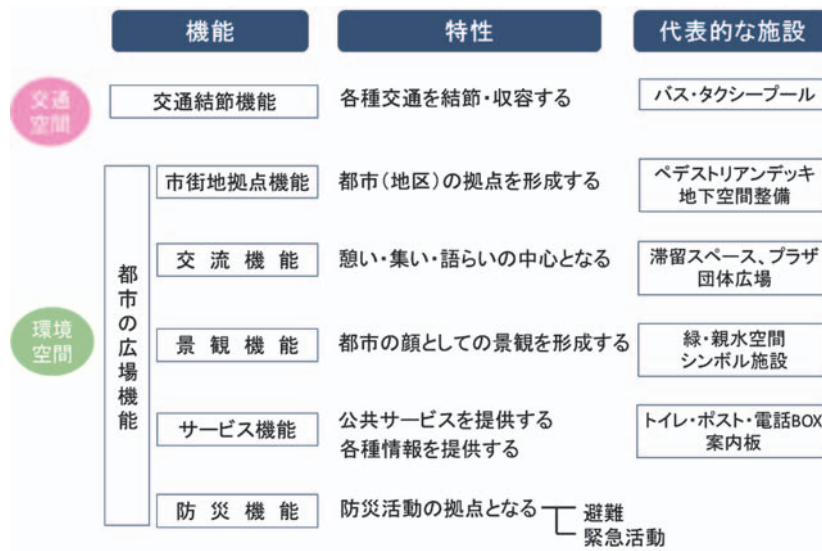 機能 特性 代表的な施設
交通
空間
交通結節機能 各種交通を結節・収容する バス・タクシープール
市街地拠点機能 都市(地区)の拠点を形成する ペデストリアンデッキ
地下空間整備
交流機能 憩い・集い・語らいの中心となる 滞留スペース、プラザ
団体広場
環境
空間
都市の広場機能
景観機能 都市の顔としての景観を形成する 緑・親水空間
シンボル施設
サービス機能 公共サービスを提供する
各種情報を提供する
トイレ・ポスト・電話BOX
案内板
防災機能 防災活動の拠点となる 避難
緊急活動